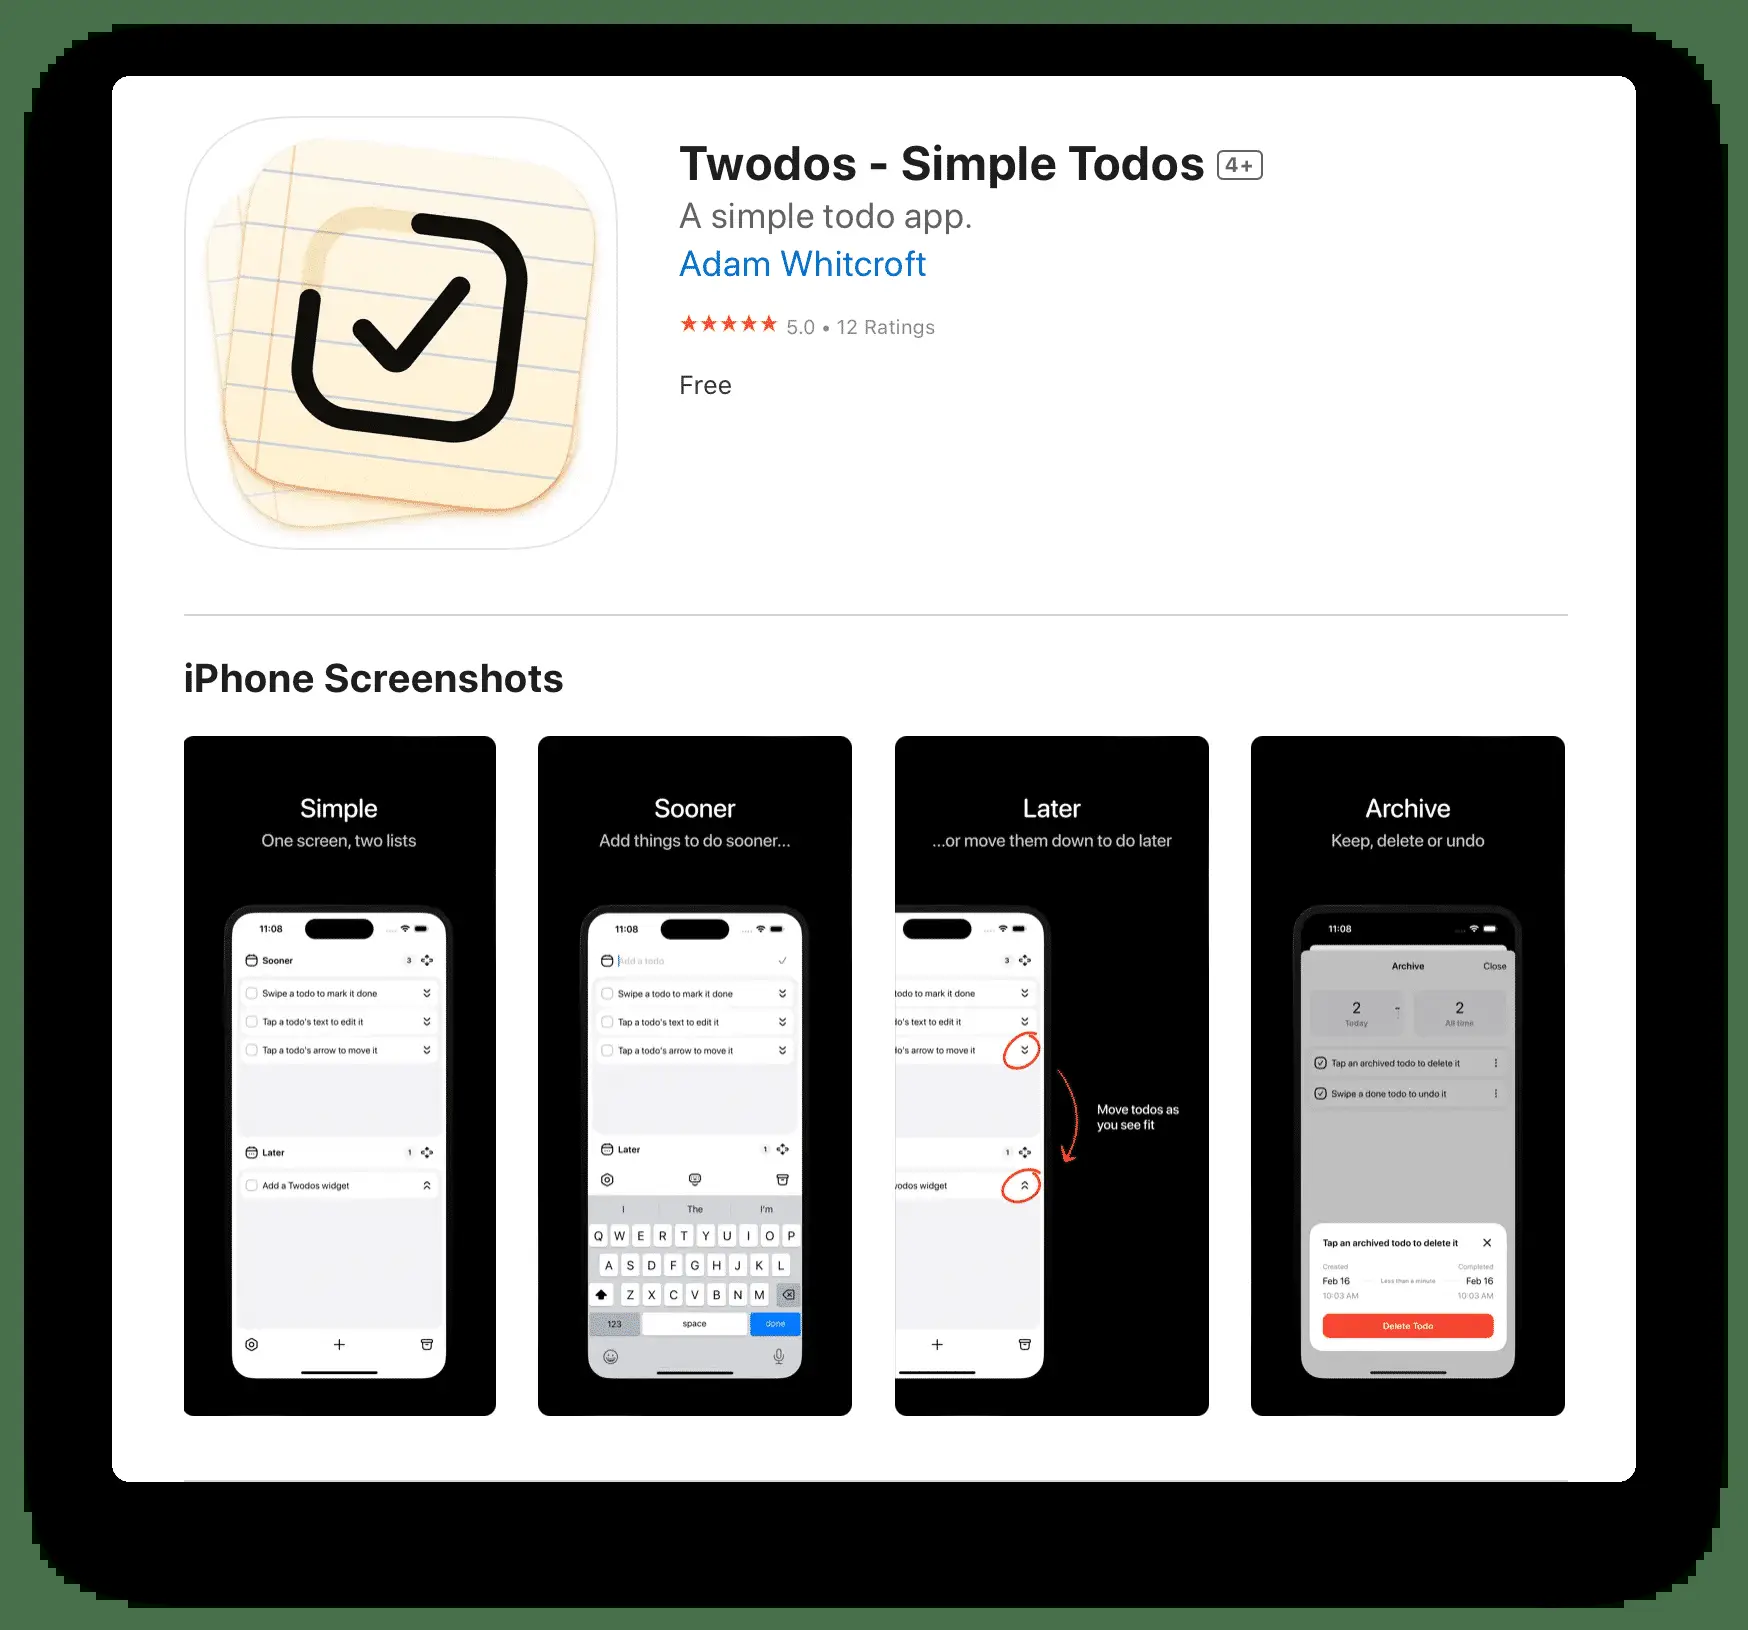 Twodos - Simple Todos 4+
A simple todo app.
Adam Whitcroft
★★★★★ 5.0 • 12 Ratings
Free
iPhone Screenshots
Simple
One screen, two lists
11:08
Sooner 3
Swipe a todo to mark it done
Tap a todo's text to edit it
Tap a todo's arrow to move it
Later 1
Add a Twodos widget
Sooner
Add things to do sooner...
11:08
Add a todo
Swipe a todo to mark it done
Tap a todo's text to edit it
Tap a todo's arrow to move it
Later 1
I The I'm
Q W E R T Y U I O P
A S D F G H J K L
Z X C V B N M
123 space done
Later
...or move them down to do later
3
todo to mark it done
lo's text to edit it
lo's arrow to move it
Move todos as
you see fit
1
vodos widget
Archive
Keep, delete or undo
11:08
Archive Close
2 - 2
Today All time
Tap an archived todo to delete it
Swipe a done todo to undo it
Tap an archived todo to delete it
Created Completed
Feb 16 Less than a minute Feb 16
10:03 AM 10:03 AM
Delete Todo